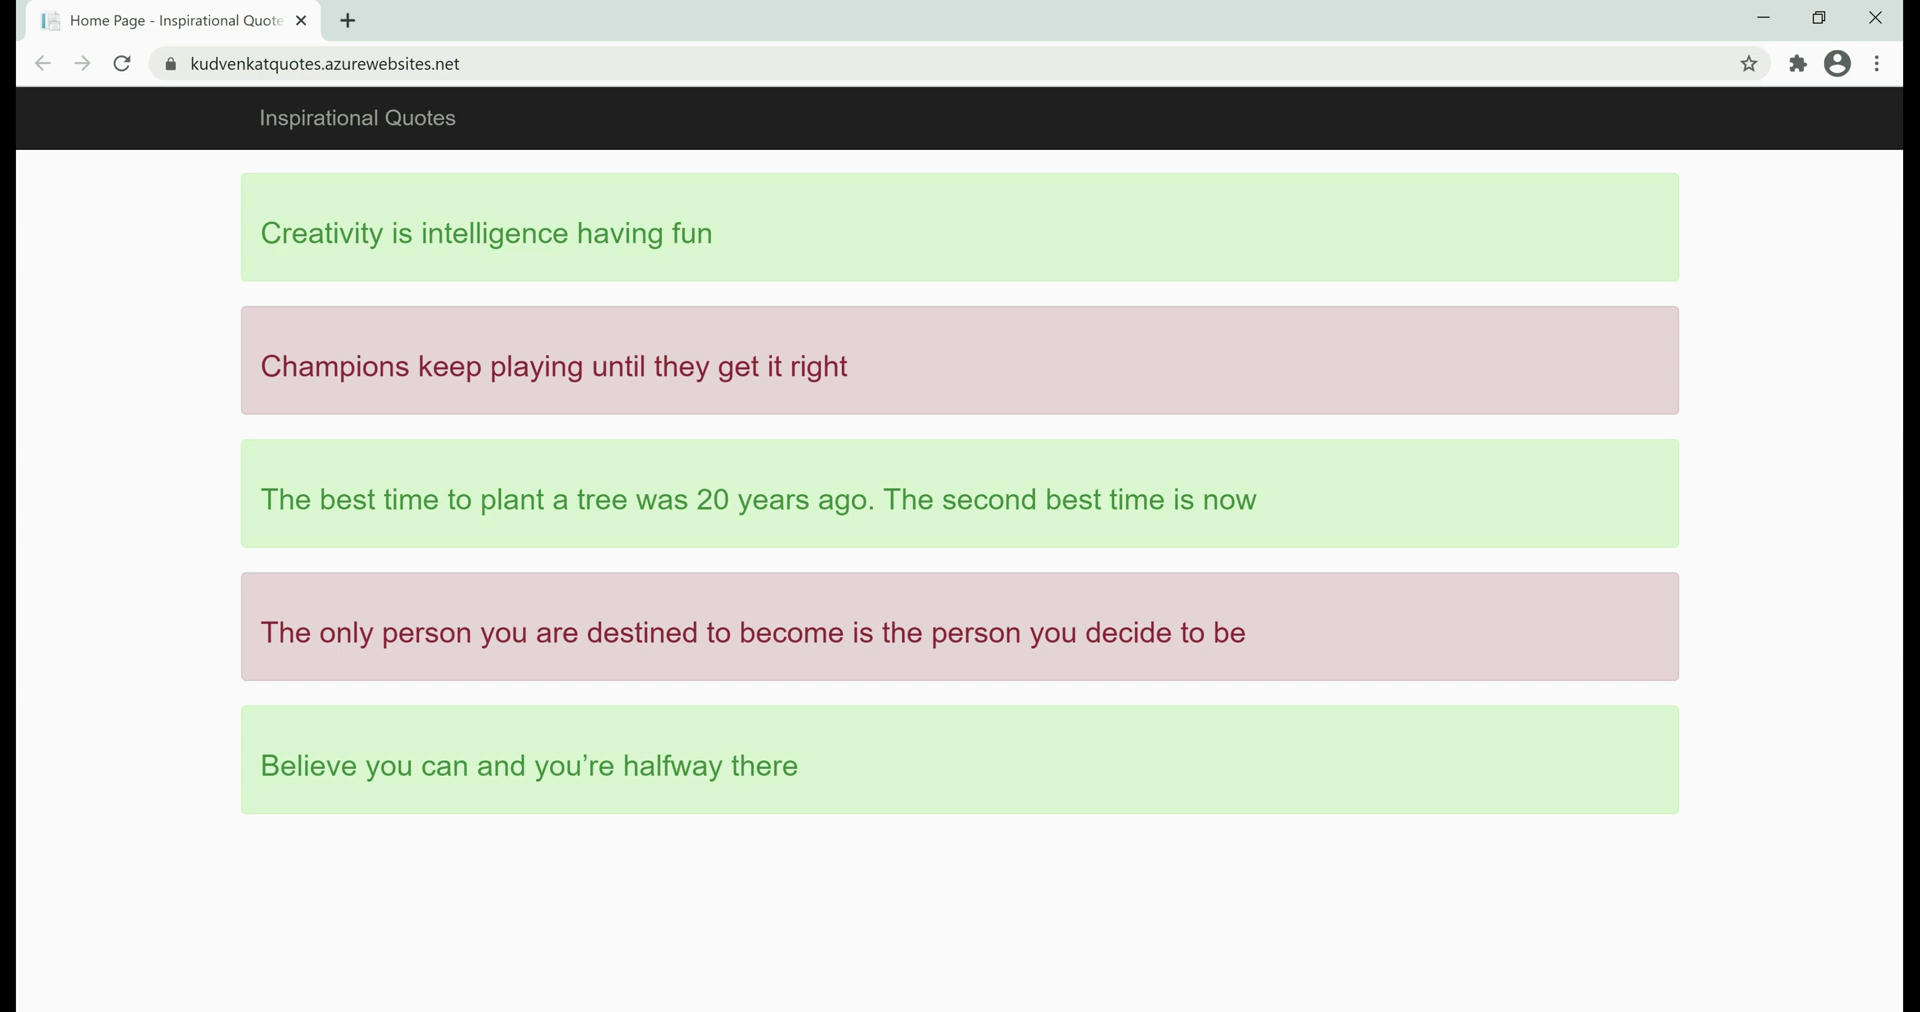 Home Page - Inspirational Quote
kudvenkatquotes.azurewebsites.net
Inspirational Quotes
Creativity is intelligence having fun
Champions keep playing until they get it right
The best time to plant a tree was 20 years ago. The second best time is now
The only person you are destined to become is the person you decide to be
Believe you can and you’re halfway there